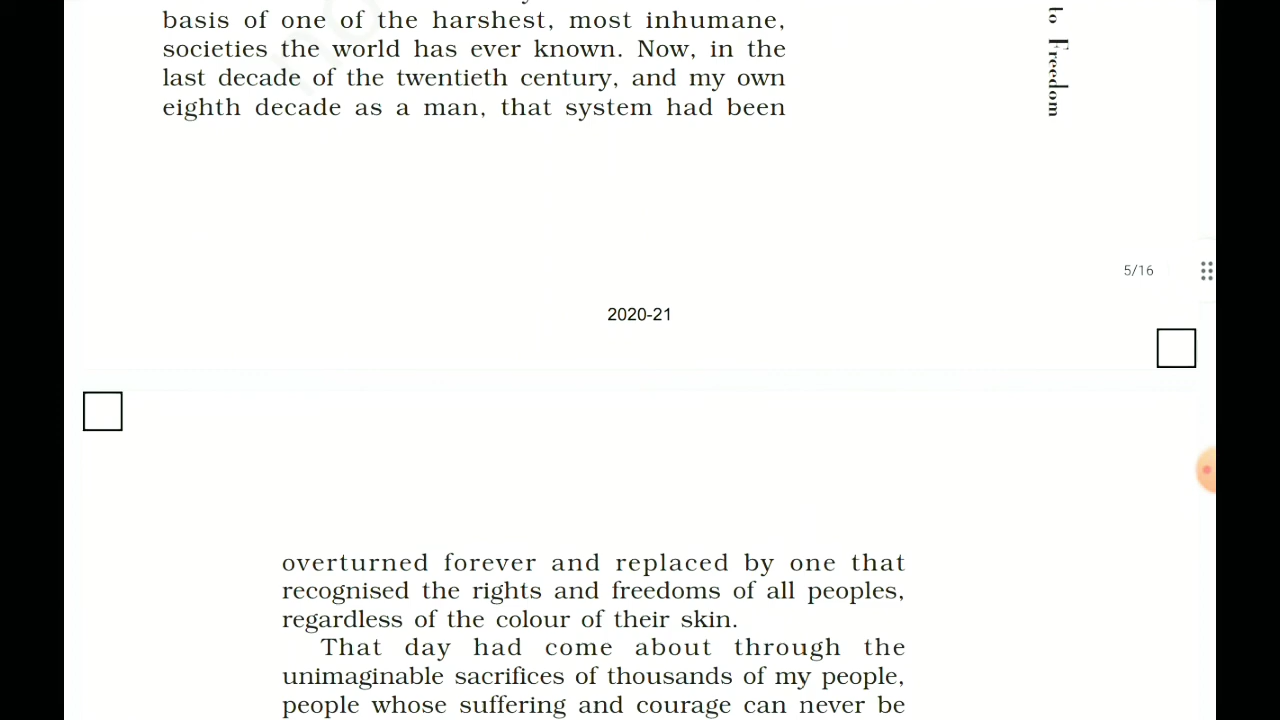 basis of one of the harshest, most inhumane,
societies the world has ever known. Now, in the
last decade of the twentieth century, and my own
eighth decade as a man, that system had been
to Freedom
5/16
2020-21
overturned forever and replaced by one that
recognised the rights and freedoms of all peoples,
regardless of the colour of their skin.
That day had come about through the
unimaginable sacrifices of thousands of my people,
people whose suffering and courage can never be